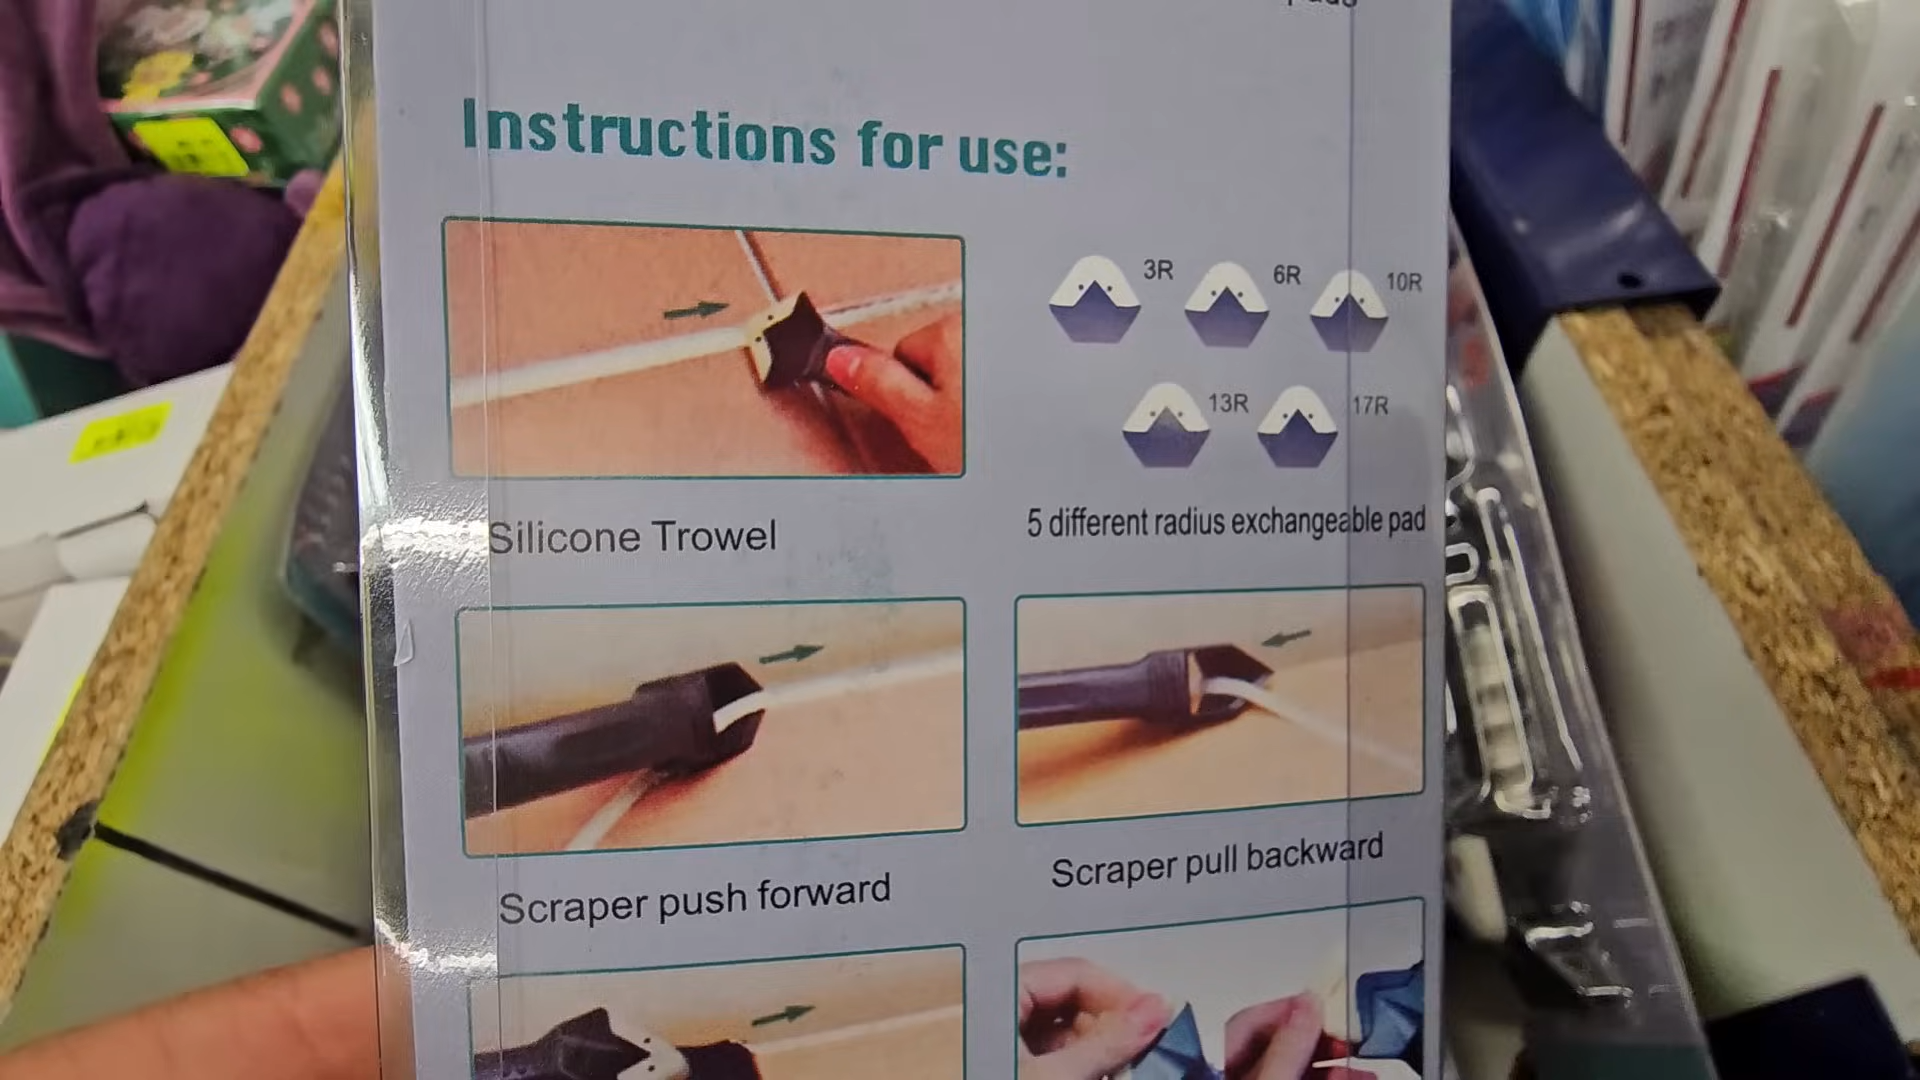 Instructions for use:
3R
6R
10R
13R
17R
Silicone Trowel
5 different radius exchangeable pad
Scraper push forward
Scraper pull backward